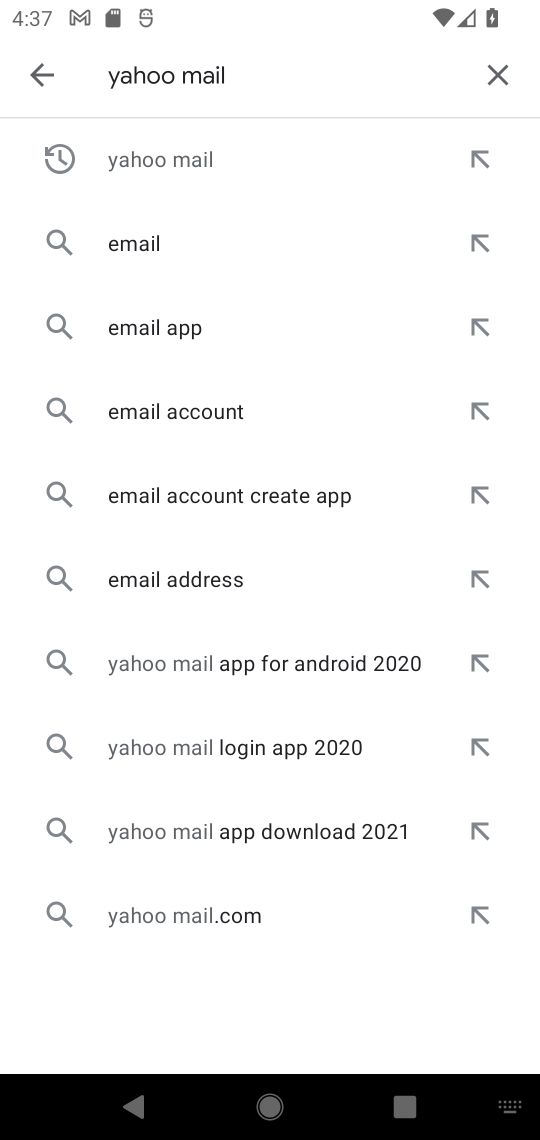 4:37
yahoo mail
yahoo mail
email
email app
email account
email account create app
email address
yahoo mail app for android 2020
yahoo mail login app 2020
yahoo mail app download 2021
yahoo mail.com